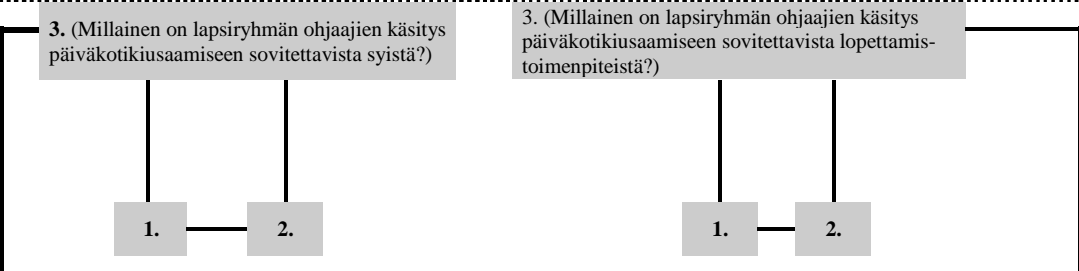 3. (Millainen on lapsiryhmän ohjaajien käsitys
päiväkotikiusaamiseen sovitettavista syistä?)
3. (Millainen on lapsiryhmän ohjaajien käsitys
päiväkotikiusaamiseen sovitettavista lopettamis-
toimenpiteistä?)
1.
2.
1.
2.